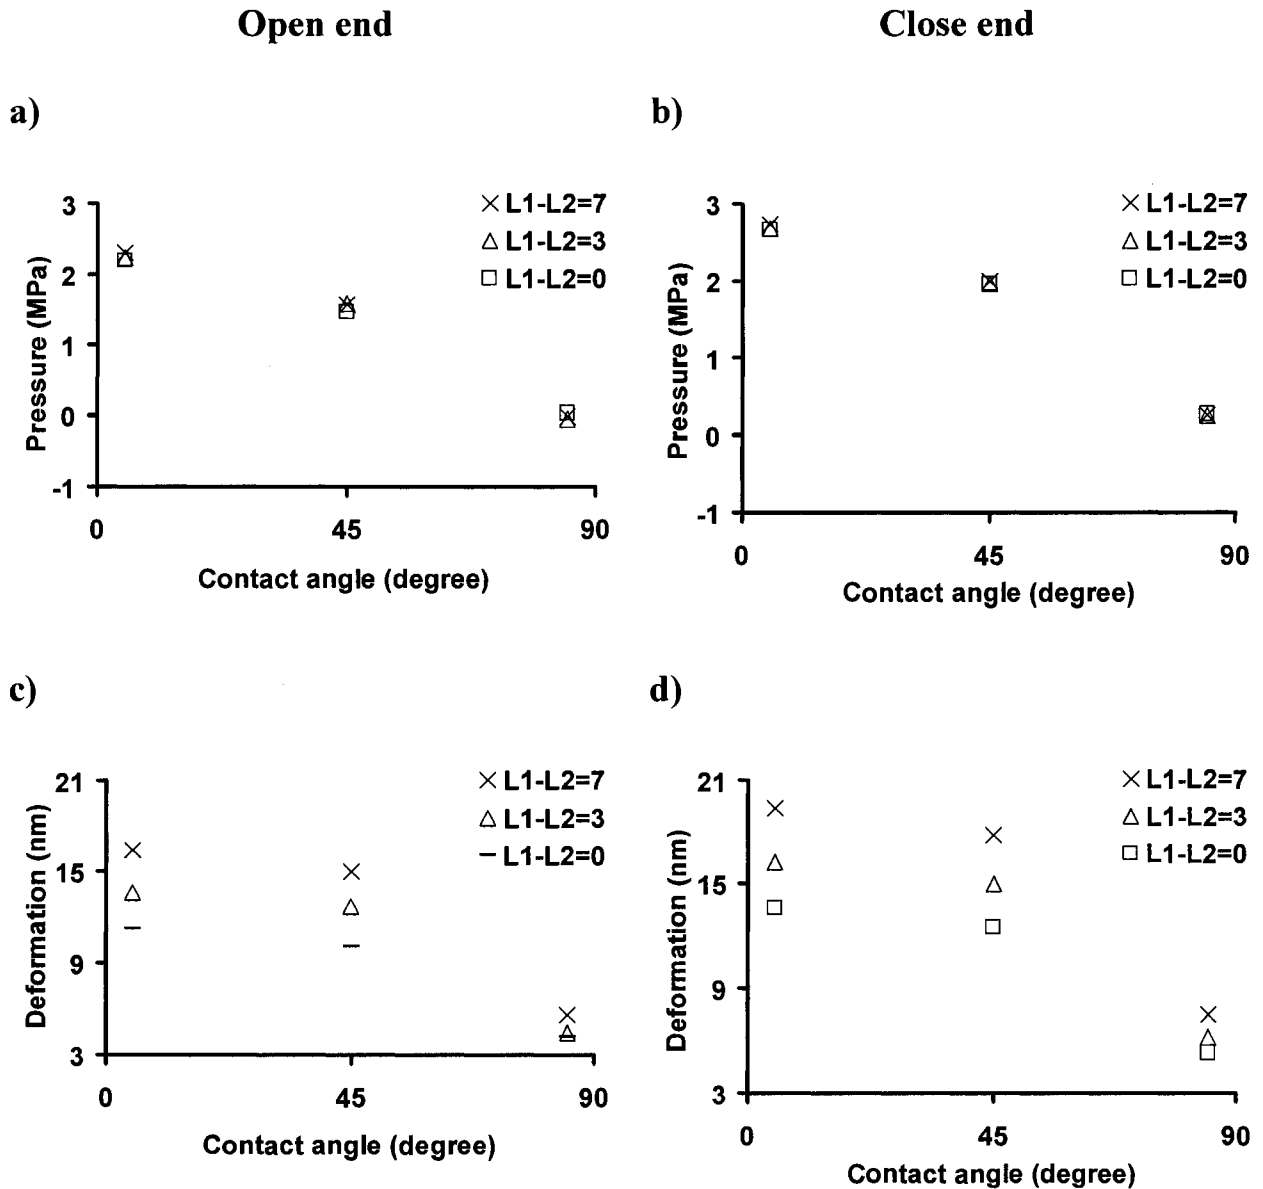 Open end
Close end
a)
b)
L1-L2=7
L1-L2=3
L1-L2=0
3
2
1
0
-1
Pressure (MPa)
0 45 90
Contact angle (degree)
L1-L2=7
L1-L2=3
L1-L2=0
3
2
1
0
-1
Pressure (MPa)
0 45 90
Contact angle (degree)
c)
d)
L1-L2=7
L1-L2=3
L1-L2=0
21
15
9
3
Deformation (nm)
0 45 90
Contact angle (degree)
L1-L2=7
L1-L2=3
L1-L2=0
21
15
9
3
Deformation (nm)
0 45 90
Contact angle (degree)